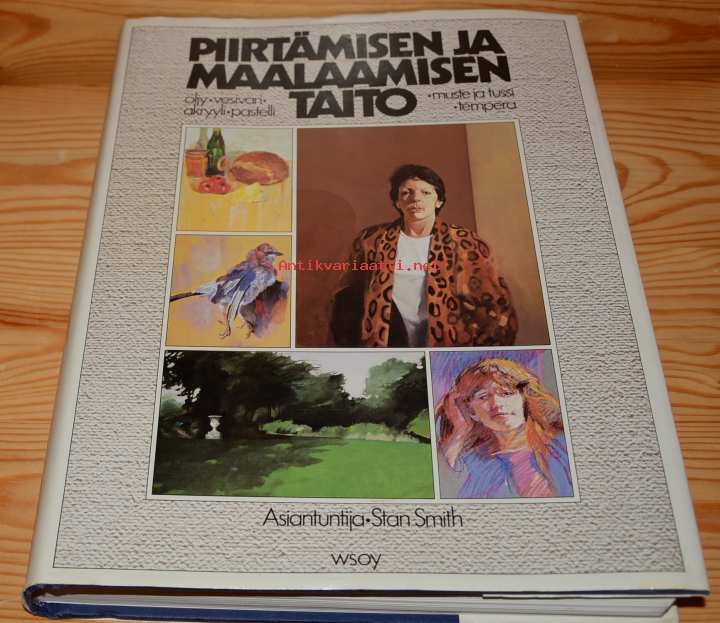 PIIRTÄMISEN JA
MAALAAMISEN
TAITO
öljy • vesiväri •
akryyli • pastelli
• muste ja tussi
• tempera
Antikvariaatti.net
Asiantuntija • Stan Smith
wsoy